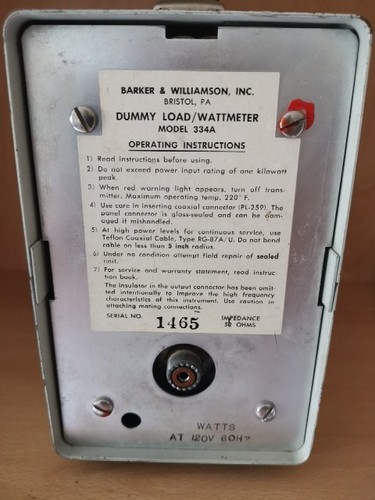 BARKER & WILLIAMSON, INC.
BRISTOL, PA
DUMMY LOAD/WATTMETER
MODEL 334A
OPERATING INSTRUCTIONS
1) Read instructions before using.
2) Do not exceed power input rating of one kilowatt
peak.
3) When red warning light appears, turn off trans-
mitter. Maximum operating temp. 220° F.
4) Use care in inserting coaxial connector (PL-259). The
panel connector is glass-sealed and can be dam-
aged if mishandled.
5) At high power levels for continuous service, use
Teflon Coaxial Cable, Type RG-87A/U. Do not bend
cable on less than 5 inch radius.
6) Under no condition attempt field repair of sealed
unit.
7) For service and warranty statement, read instruc-
tion book.
The insulator in the output connector has been omit-
ted intentionally to improve the high frequency
characteristics of this instrument. Use caution in
attaching mating connections.
SERIAL NO. 1465 IMPEDANCE
OHMS
WATTS
AT 120V 60H